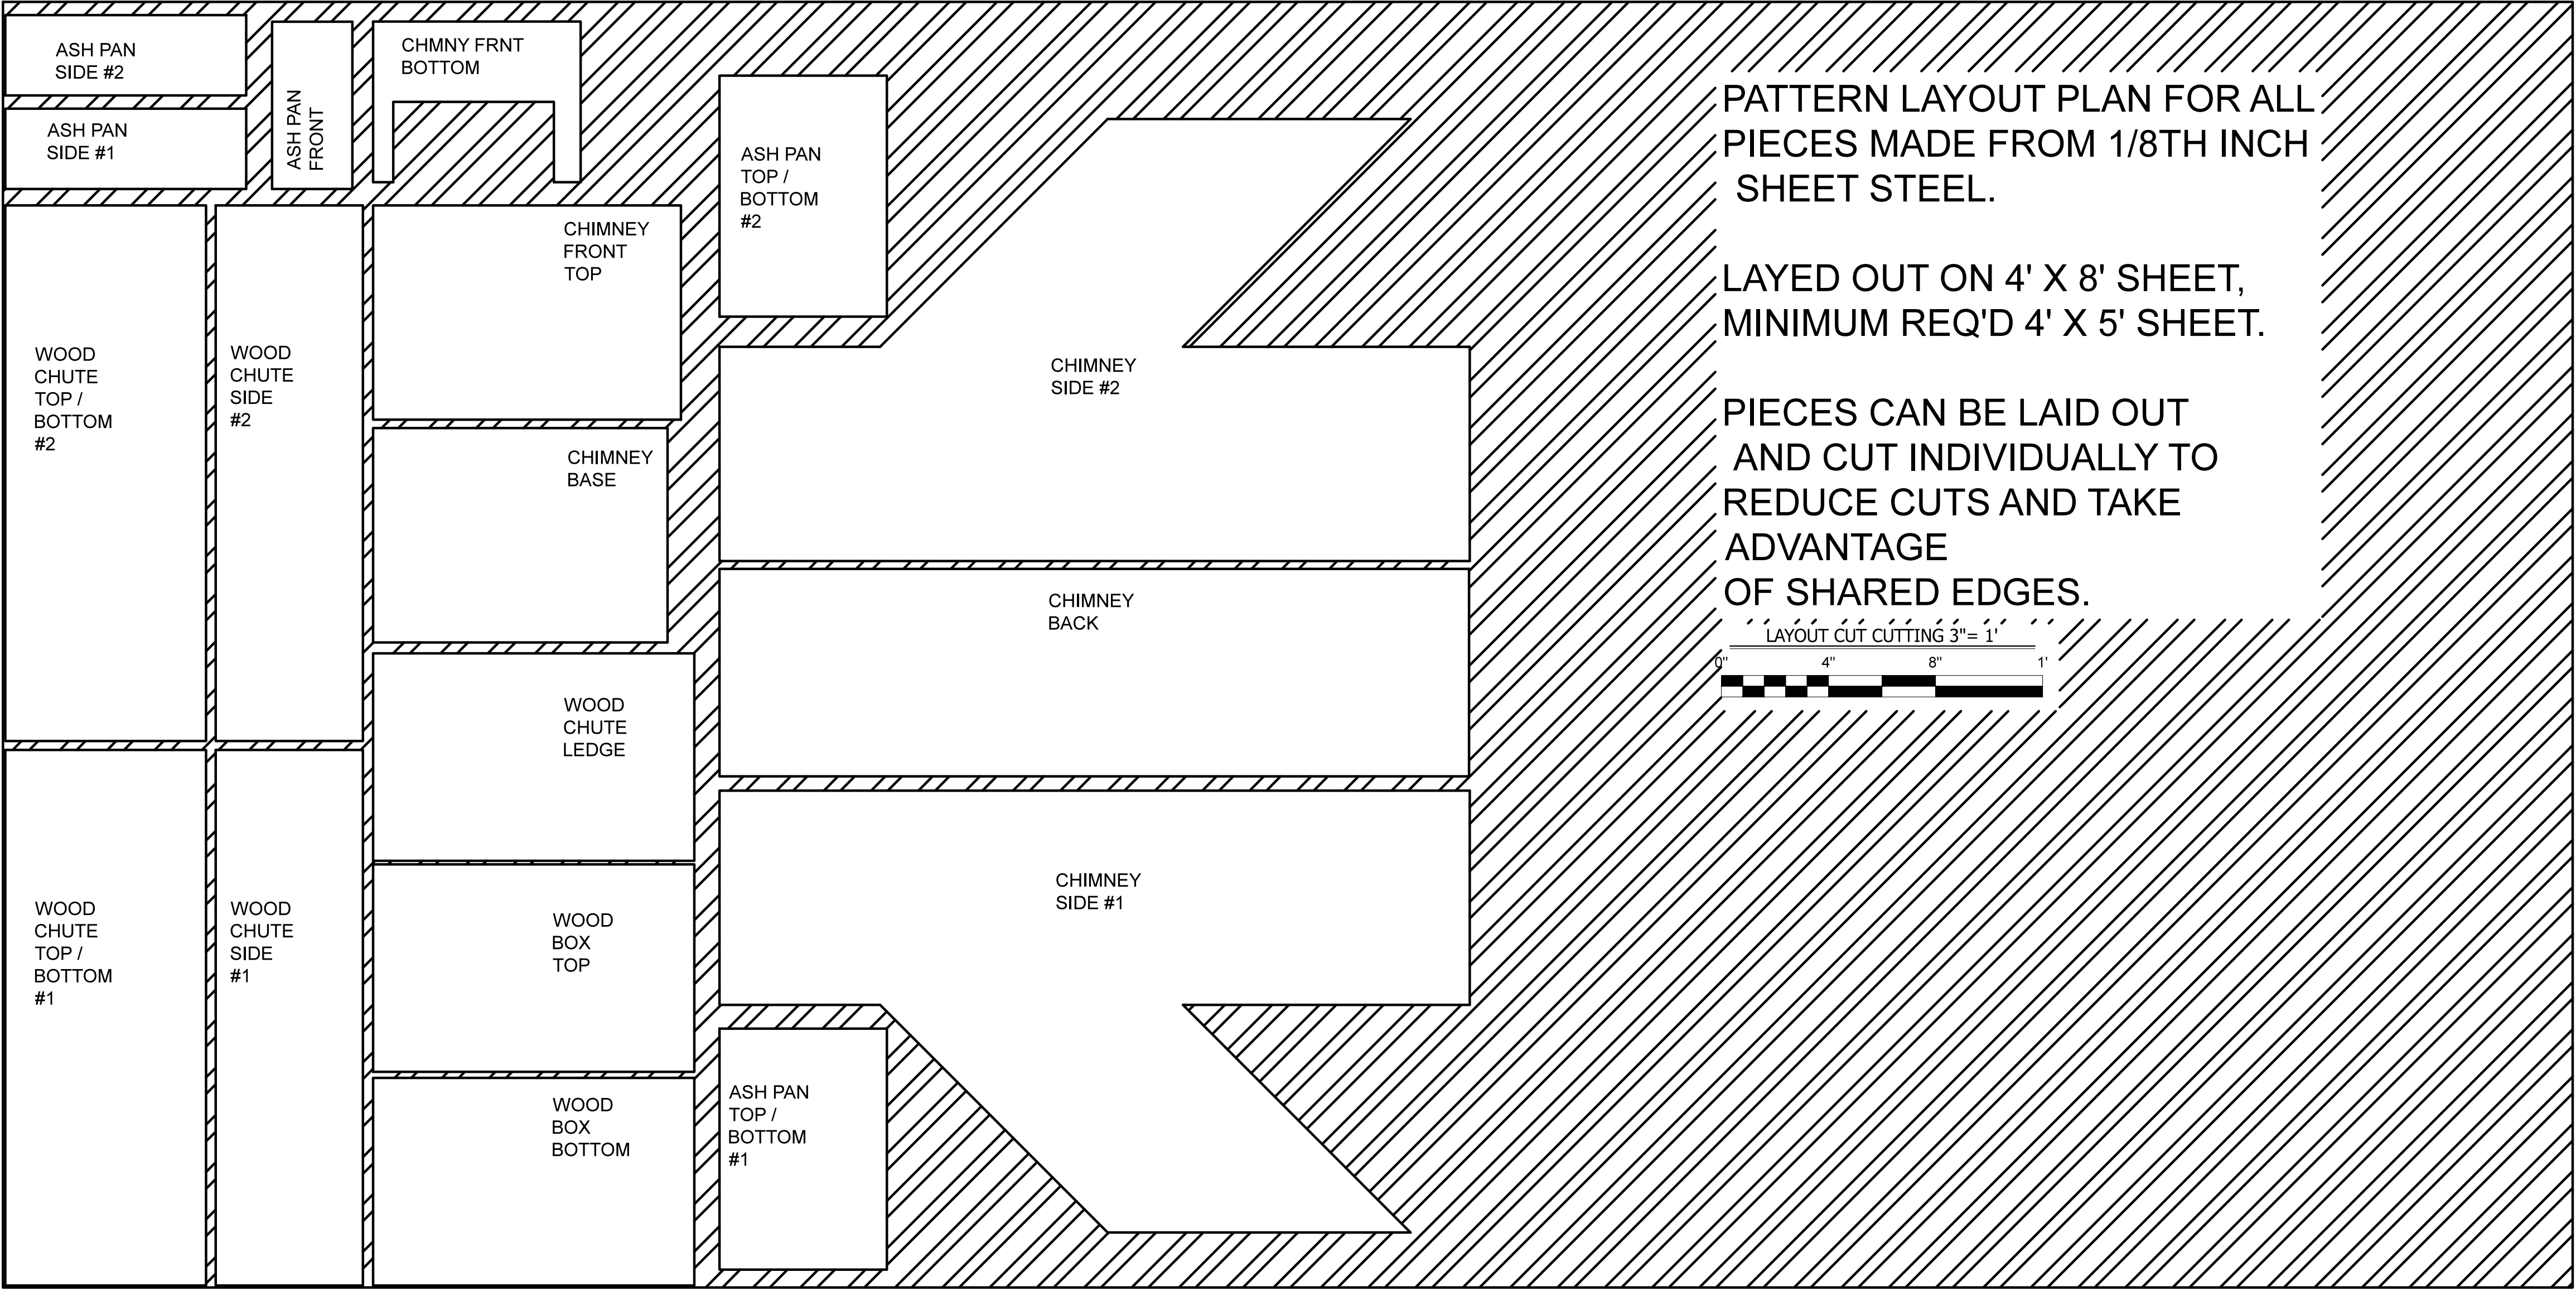 ASH PAN
SIDE #2
ASH PAN
SIDE #1
ASH PAN
FRONT
CHMNY FRNT
BOTTOM
ASH PAN
TOP /
BOTTOM
#2
WOOD
CHUTE
TOP /
BOTTOM
#2
WOOD
CHUTE
SIDE
#2
CHIMNEY
FRONT
TOP
CHIMNEY
BASE
CHIMNEY
SIDE #2
CHIMNEY
BACK
WOOD
CHUTE
LEDGE
WOOD
CHUTE
TOP /
BOTTOM
#1
WOOD
CHUTE
SIDE
#1
WOOD
BOX
TOP
WOOD
BOX
BOTTOM
CHIMNEY
SIDE #1
ASH PAN
TOP /
BOTTOM
#1
PATTERN LAYOUT PLAN FOR ALL
PIECES MADE FROM 1/8TH INCH
SHEET STEEL.
LAYED OUT ON 4' X 8' SHEET,
MINIMUM REQ'D 4' X 5' SHEET.
PIECES CAN BE LAID OUT
AND CUT INDIVIDUALLY TO
REDUCE CUTS AND TAKE
ADVANTAGE
OF SHARED EDGES.
LAYOUT CUT CUTTING 3"= 1'
0" 4" 8" 1'